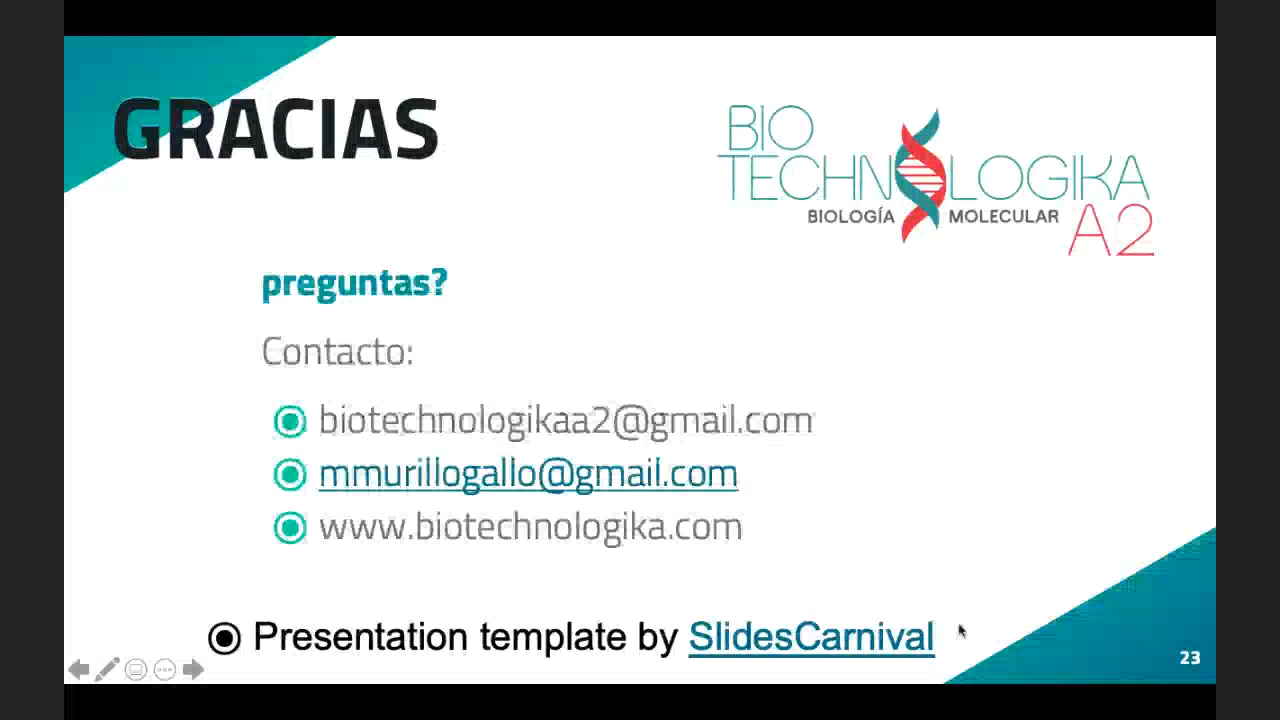 GRACIAS
BIO
TECHNOLOGIKA
BIOLOGÍA MOLECULAR
A2
preguntas?
Contacto:
biotechnologikaa2@gmail.com
mmurillogallo@gmail.com
www.biotechnologika.com
Presentation template by SlidesCarnival
23